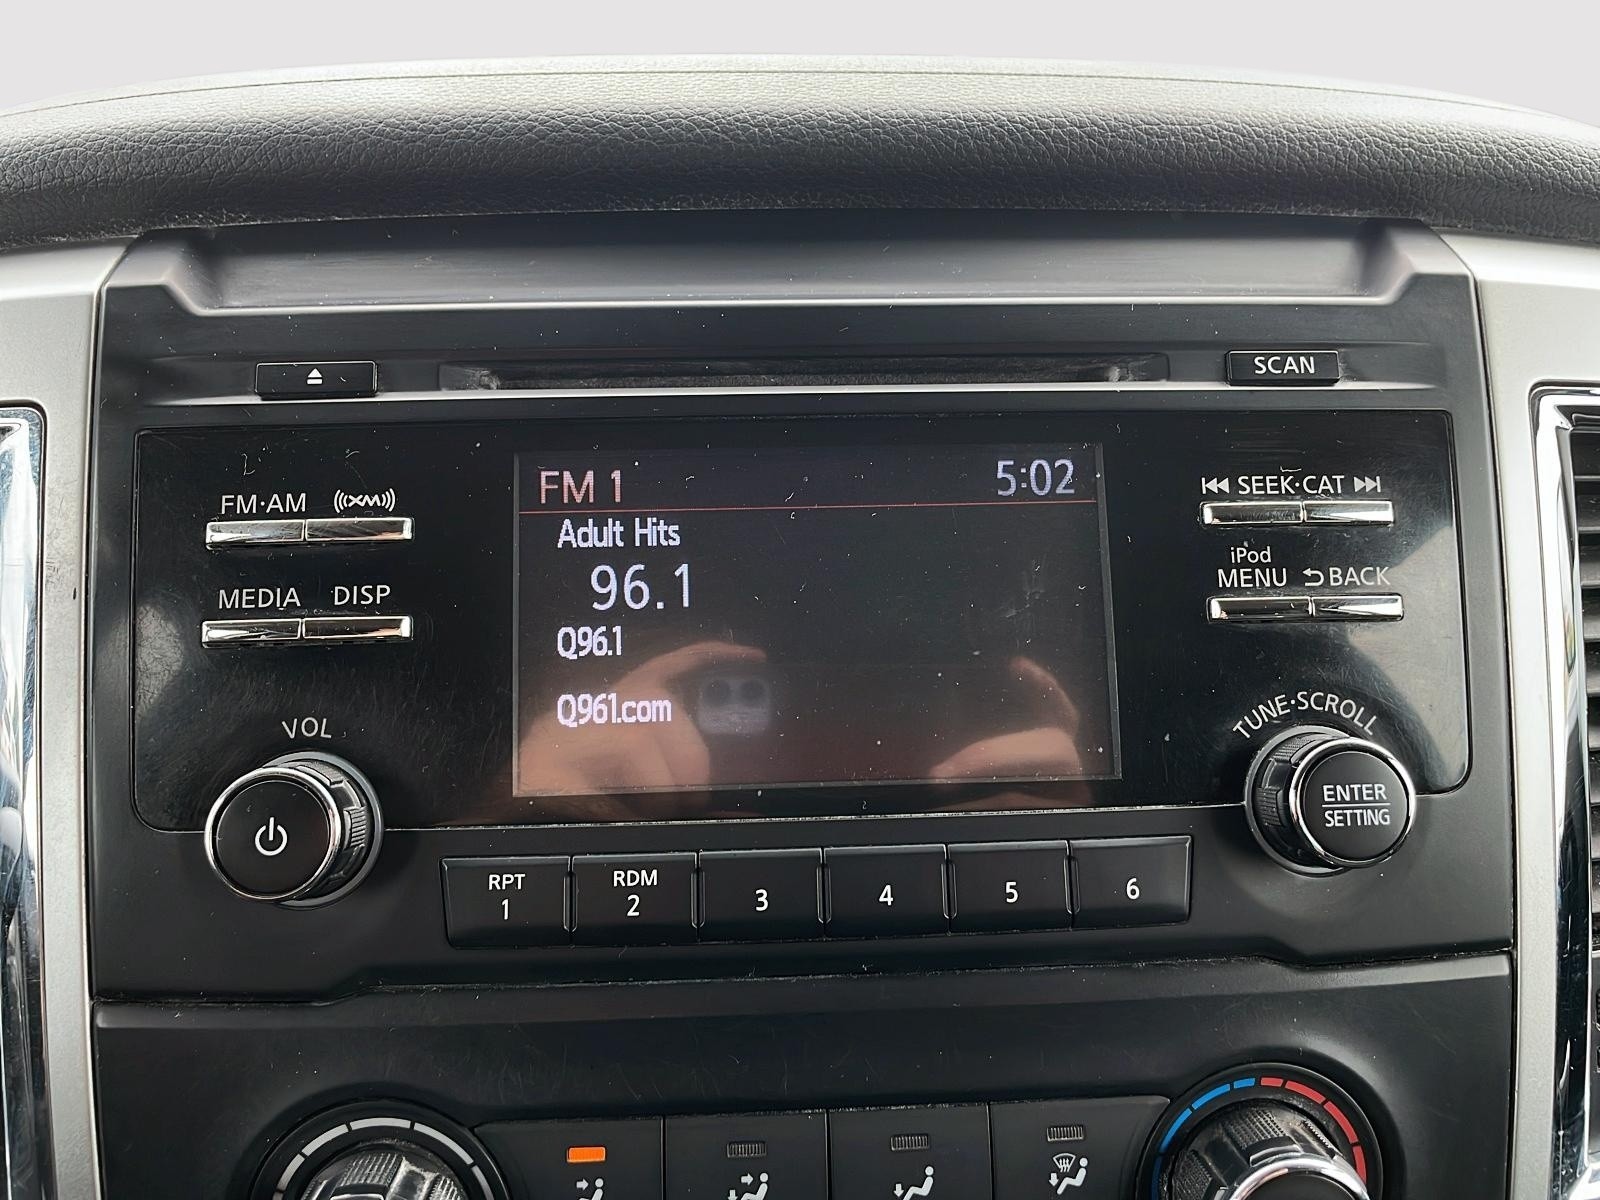 SCAN
FM·AM XM
SEEK·CAT
MEDIA DISP
iPod
MENU BACK
FM 1 5:02
Adult Hits
96.1
Q96.1
Q961.com
VOL
TUNE·SCROLL
ENTER
SETTING
RPT
1
RDM
2
3
4
5
6